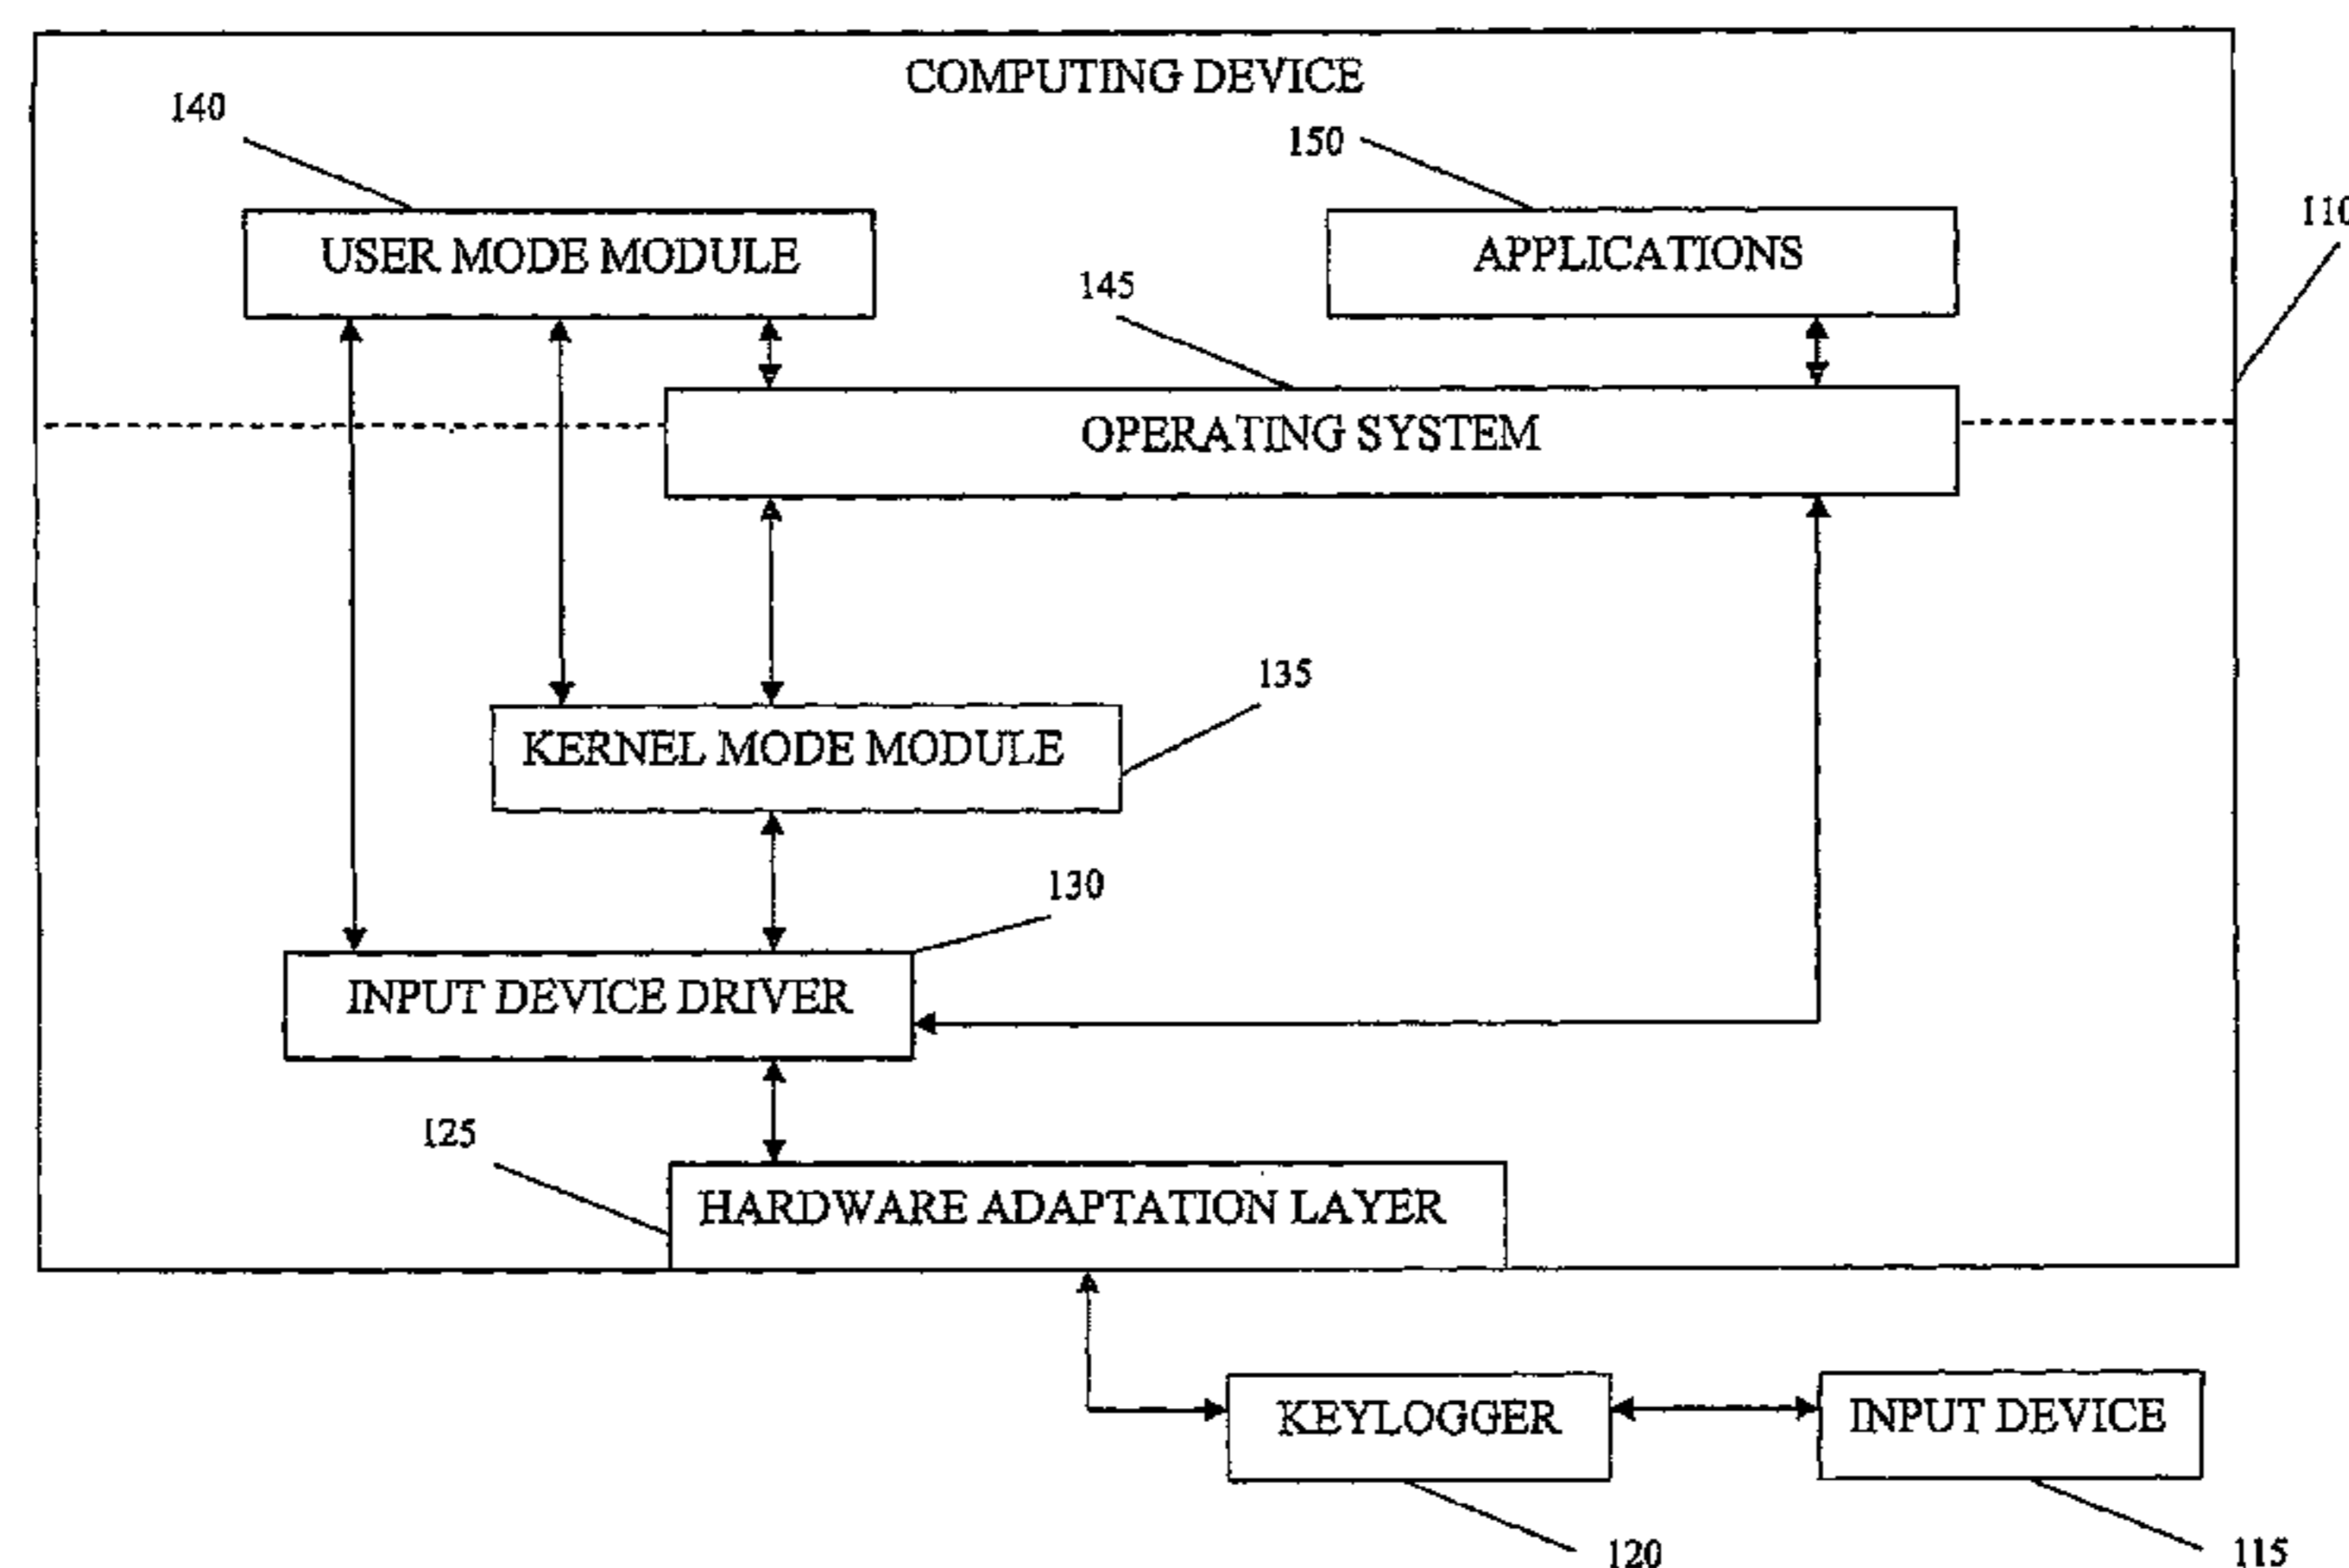 COMPUTING DEVICE
140
150
110
USER MODE MODULE
APPLICATIONS
145
OPERATING SYSTEM
135
KERNEL MODE MODULE
130
INPUT DEVICE DRIVER
125
HARDWARE ADAPTATION LAYER
KEYLOGGER
INPUT DEVICE
120
115